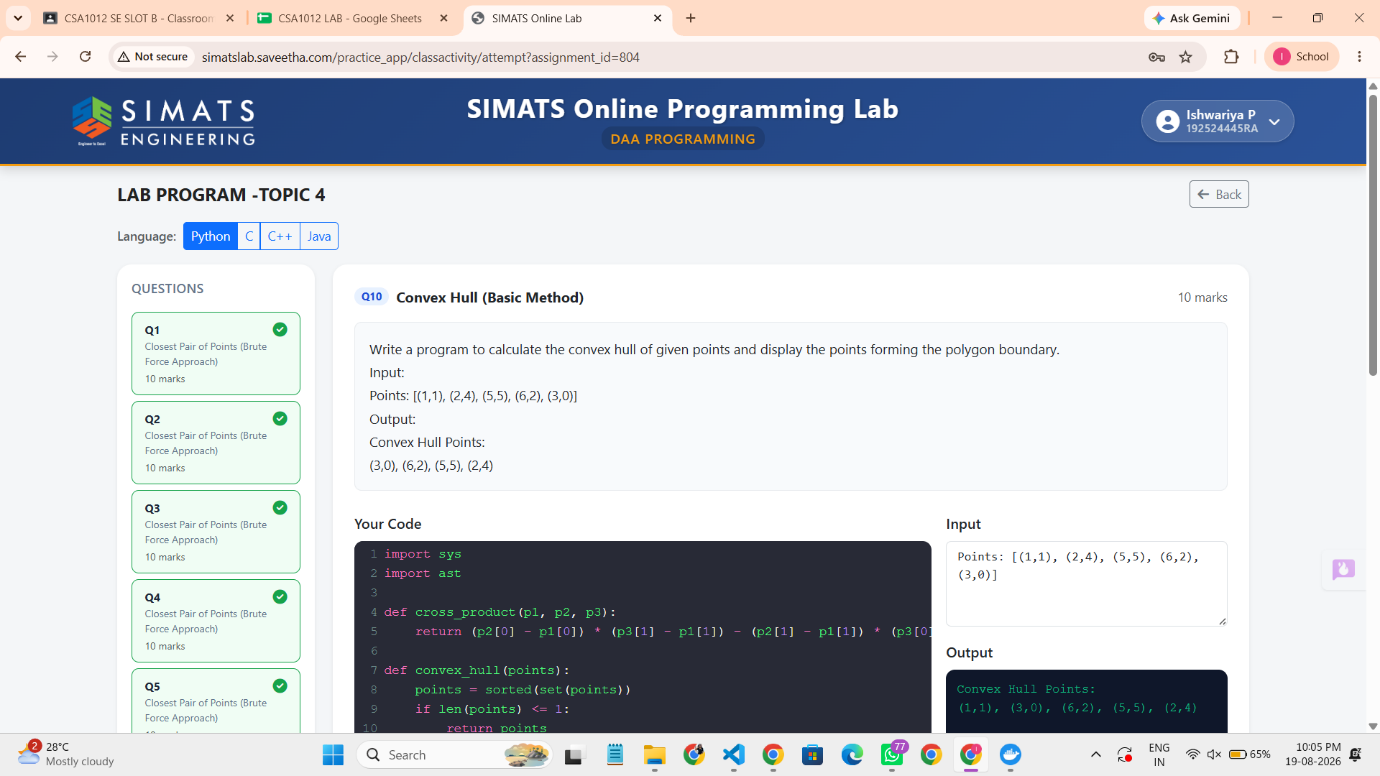 CSA1012 SE SLOT B - Classroom
CSA1012 LAB - Google Sheets
SIMATS Online Lab
Ask Gemini
Not secure
simatslab.saveetha.com/practice_app/classactivity/attempt?assignment_id=804
School
SIMATS
ENGINEERING
Engineer to Excel
SIMATS Online Programming Lab
DAA PROGRAMMING
Ishwariya P
192524445RA
LAB PROGRAM -TOPIC 4
Back
Language: Python C C++ Java
QUESTIONS
Q1
Closest Pair of Points (Brute
Force Approach)
10 marks
Q2
Closest Pair of Points (Brute
Force Approach)
10 marks
Q3
Closest Pair of Points (Brute
Force Approach)
10 marks
Q4
Closest Pair of Points (Brute
Force Approach)
10 marks
Q5
Closest Pair of Points (Brute
Force Approach)
Q10 Convex Hull (Basic Method)
10 marks
Write a program to calculate the convex hull of given points and display the points forming the polygon boundary.
Input:
Points: [(1,1), (2,4), (5,5), (6,2), (3,0)]
Output:
Convex Hull Points:
(3,0), (6,2), (5,5), (2,4)
Your Code
1 import sys
2 import ast
3
4 def cross_product(p1, p2, p3):
5 return (p2[0] - p1[0]) * (p3[1] - p1[1]) - (p2[1] - p1[1]) * (p3[0]
6
7 def convex_hull(points):
8 points = sorted(set(points))
9 if len(points) <= 1:
10 return points
Input
Points: [(1,1), (2,4), (5,5), (6,2),
(3,0)]
Output
Convex Hull Points:
(1,1), (3,0), (6,2), (5,5), (2,4)
2
28°C
Mostly cloudy
Search
77
ENG
IN
65%
10:05 PM
19-08-2026